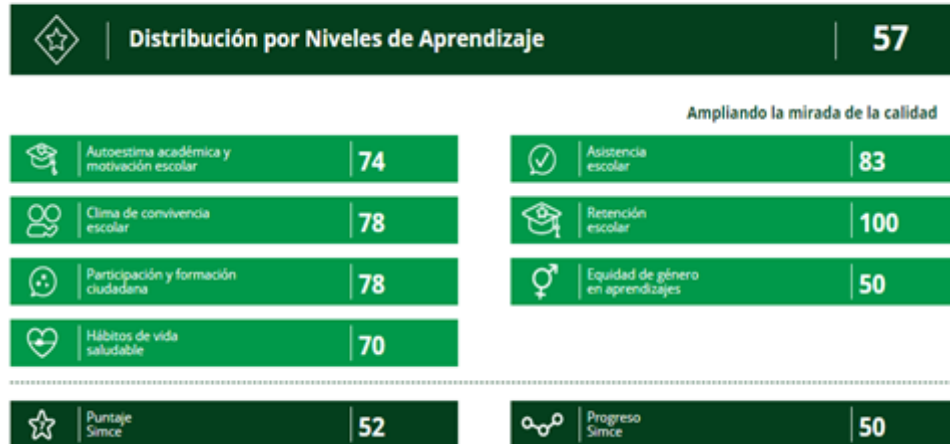 Distribución por Niveles de Aprendizaje 57
Ampliando la mirada de la calidad
Autoestima académica y
motivación escolar
74
Asistencia
escolar
83
Clima de convivencia
escolar
78
Retención
escolar
100
Participación y formación
ciudadana
78
Equidad de género
en aprendizajes
50
Hábitos de vida
saludable
70
Puntaje
Simce
52
Progreso
Simce
50